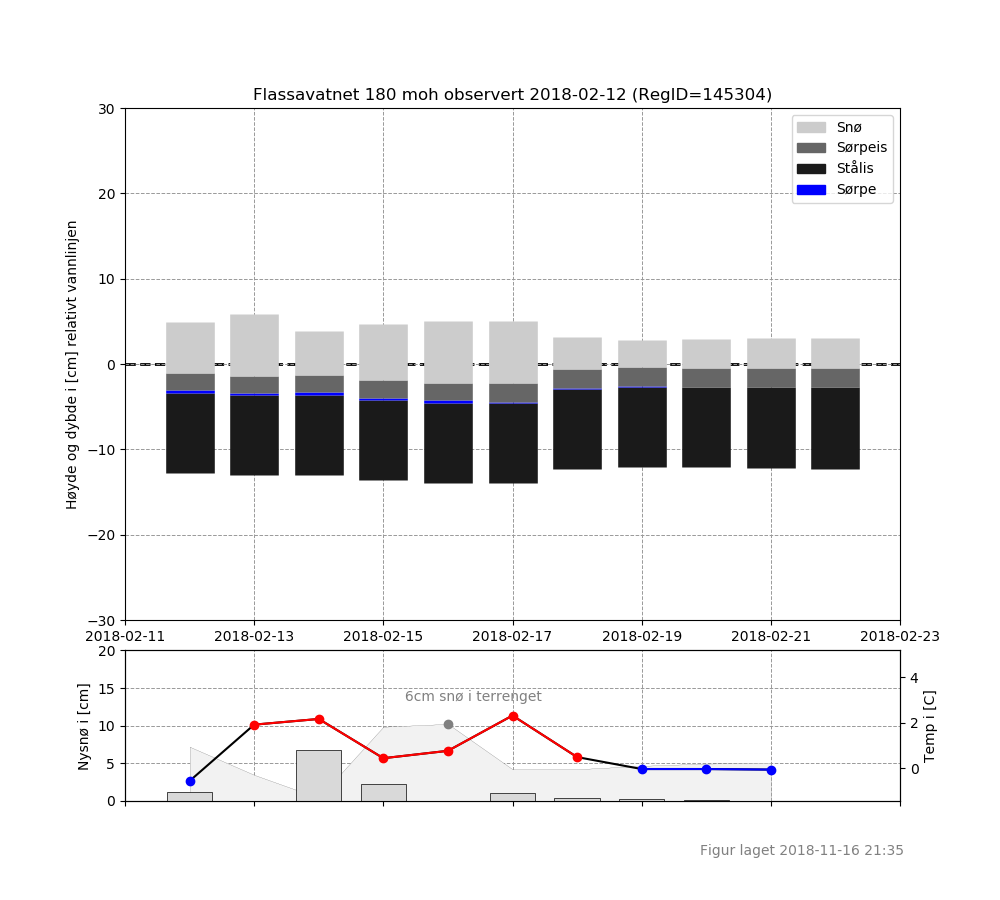 Flassavatnet 180 moh observert 2018-02-12 (RegID=145304)
Høyde og dybde i [cm] relativt vannlinjen
30
20
10
0
−10
−20
−30
Snø
Sørpeis
Stålis
Sørpe
2018-02-11 2018-02-13 2018-02-15 2018-02-17 2018-02-19 2018-02-21 2018-02-23
Nysnø i [cm]
20
15
10
5
0
6cm snø i terrenget
4
2
0
Temp i [C]
Figur laget 2018-11-16 21:35